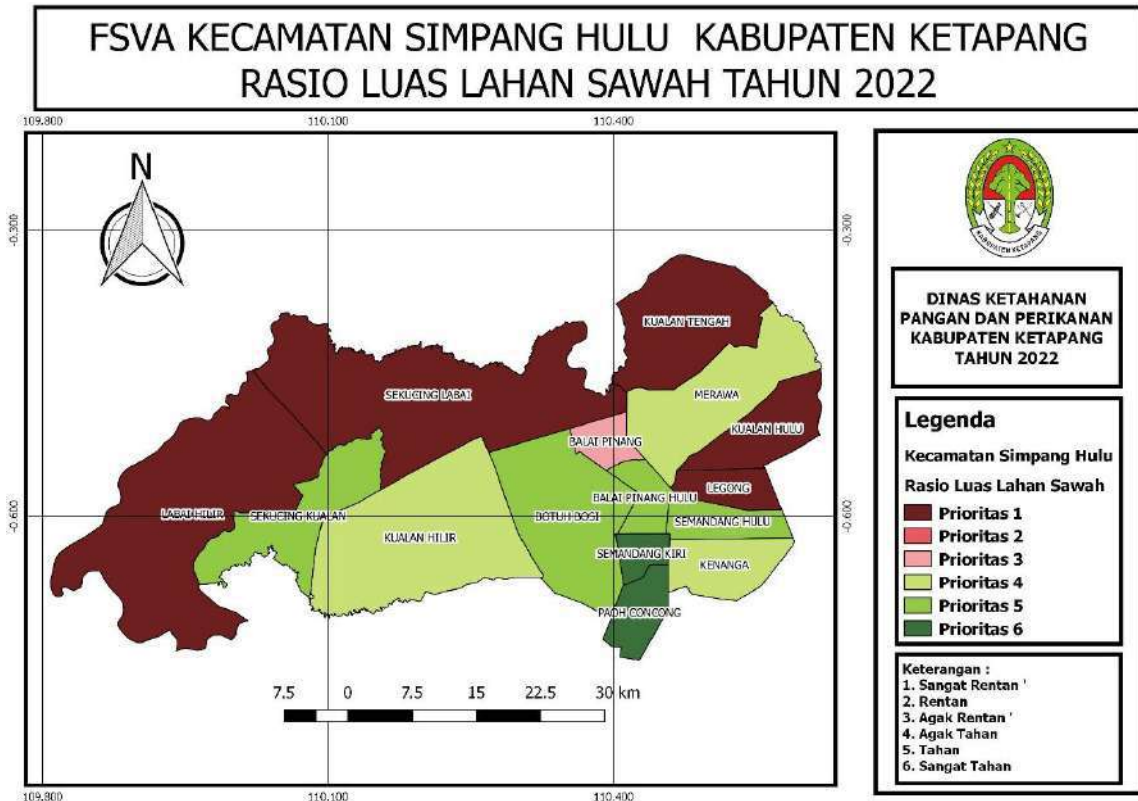 FSVA KECAMATAN SIMPANG HULU KABUPATEN KETAPANG
RASIO LUAS LAHAN SAWAH TAHUN 2022
109.800
110.100
110.400
N
-0.300
-0.300
-0.600
-0.600
KUALAN TENGAH
SEKUCING LABAI
MERAWA
KUALAN HULU
BALAI PINANG
LEGONG
BALAI PINANG HULU
LABAI HILIR
SEKUCING KUALAN
BOTUH BOSI
SEMANDANG HULU
KUALAN HILIR
SEMANDANG KIRI
KENANGA
PAOH CONCONG
7.5 0 7.5 15 22.5 30 km
109.800
110.100
110.400
KABUPATEN KETAPANG
DINAS KETAHANAN
PANGAN DAN PERIKANAN
KABUPATEN KETAPANG
TAHUN 2022
Legenda
Kecamatan Simpang Hulu
Rasio Luas Lahan Sawah
Prioritas 1
Prioritas 2
Prioritas 3
Prioritas 4
Prioritas 5
Prioritas 6
Keterangan :
1. Sangat Rentan '
2. Rentan
3. Agak Rentan '
4. Agak Tahan
5. Tahan
6. Sangat Tahan